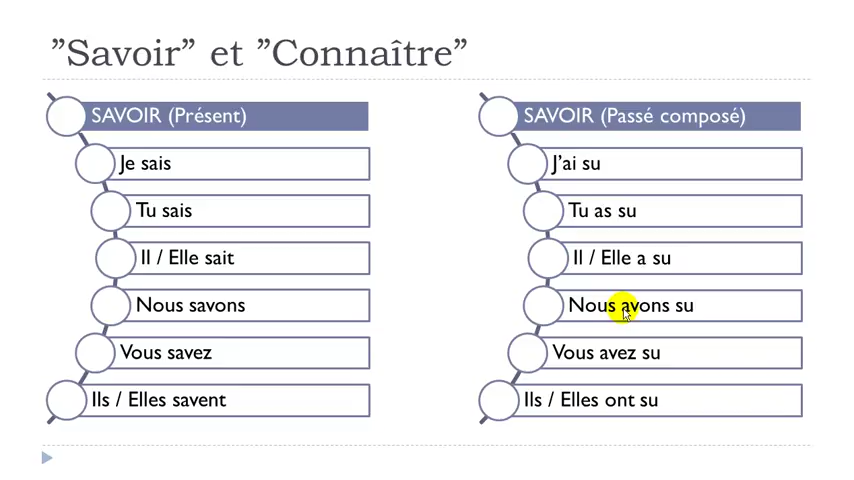 ”Savoir” et ”Connaître”
SAVOIR (Présent)
Je sais
Tu sais
Il / Elle sait
Nous savons
Vous savez
Ils / Elles savent
SAVOIR (Passé composé)
J’ai su
Tu as su
Il / Elle a su
Nous avons su
Vous avez su
Ils / Elles ont su